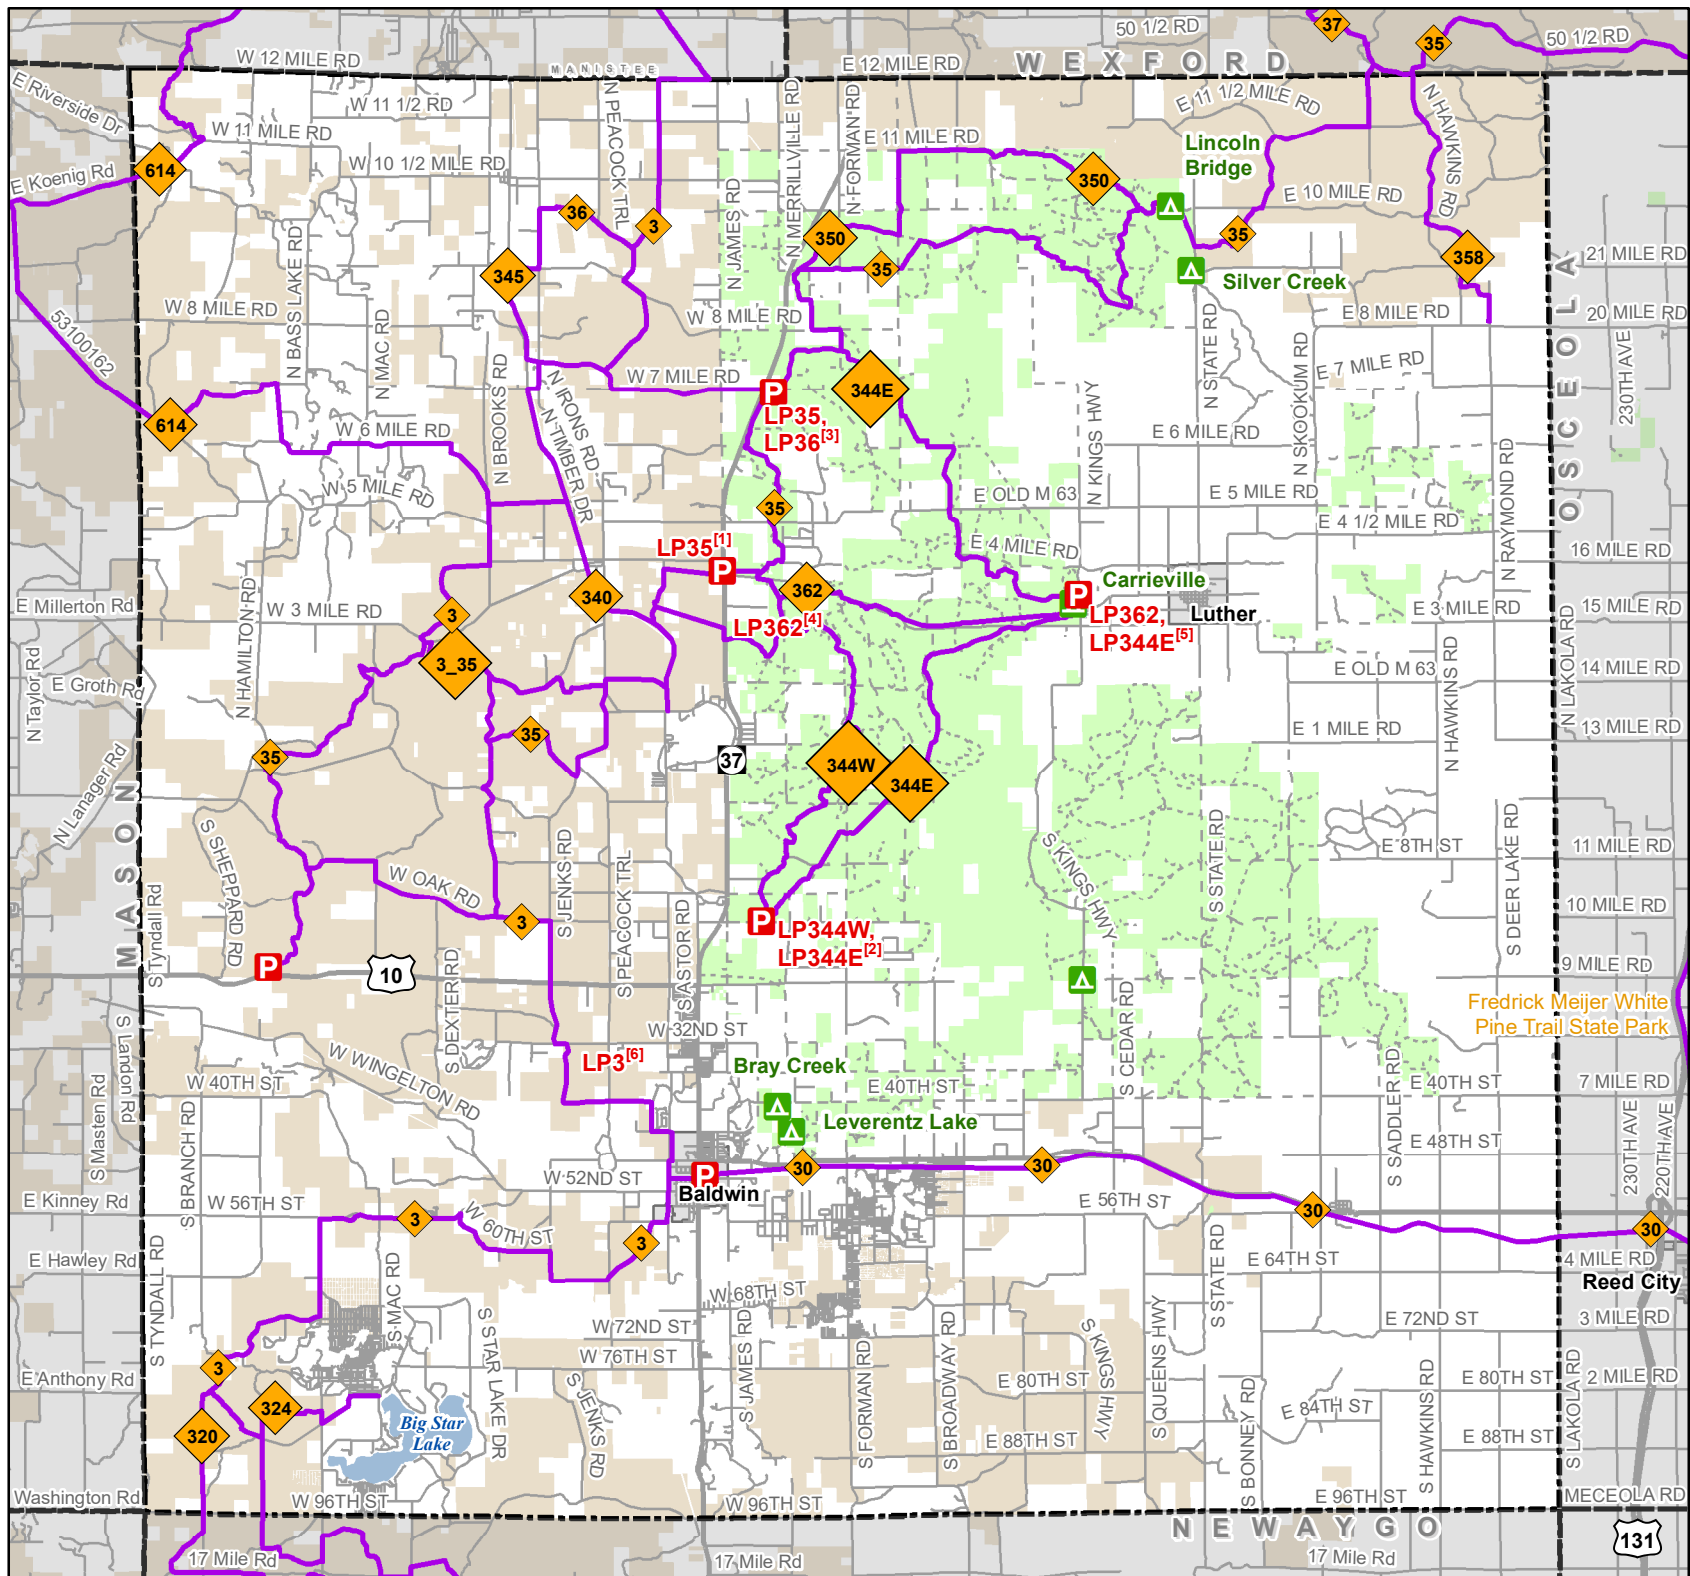 37
50 1/2 RD
35
50 1/2 RD
W 12 MILE RD
MANISTEE
E 12 MILE RD
WEXFORD
E Riverside Dr
W 11 1/2 RD
N PEACOCK TRL
N MERRILLVILLE RD
N FORMAN RD
E 11 1/2 MILE RD
N HAWKINS RD
W 11 MILE RD
E 11 MILE RD
Lincoln
Bridge
W 10 1/2 MILE RD
614
E Koenig Rd
350
E 10 MILE RD
N JAMES RD
36
3
350
35
N BASS LAKE RD
345
35
358
21 MILE RD
Silver Creek
W 8 MILE RD
53100162
N MAC RD
W 8 MILE RD
E 8 MILE RD
20 MILE RD
OSCEOLA
N STATE RD
N SKOOKUM RD
E 7 MILE RD
230TH AVE
N BROOKS RD
N IRONS RD
N TIMBER DR
W 7 MILE RD
P
344E
N KINGS HWY
LP35,
LP36[3]
614
W 6 MILE RD
E 6 MILE RD
N RAYMOND RD
W 5 MILE RD
35
E OLD M 63
E 5 MILE RD
E 4 1/2 MILE RD
LP35[1]
P
E 4 MILE RD
16 MILE RD
Carrieville
362
P
Luther
340
N HAMILTON RD
E Millerton Rd
W 3 MILE RD
3
LP362[4]
LP362,
LP344E[5]
E 3 MILE RD
15 MILE RD
N LAKOLA RD
3_35
E OLD M 63
14 MILE RD
N Taylor Rd
E Groth Rd
N HAWKINS RD
35
35
37
344W
344E
E 1 MILE RD
13 MILE RD
N Lanager Rd
MASON
S SHEPPARD RD
S JENKS RD
S PEACOCK TRL
S KINGS HWY
S STATE RD
E 8TH ST
S DEER LAKE RD
11 MILE RD
W OAK RD
S Tyndall Rd
3
S ASTOR RD
P
LP344W,
LP344E[2]
10 MILE RD
P
10
S DEXTER RD
9 MILE RD
S CEDAR RD
Fredrick Meijer White
Pine Trail State Park
S Landon Rd
W 32ND ST
W WINGELTON RD
LP3[6]
Bray Creek
S SADDLER RD
S Masten Rd
W 40TH ST
E 40TH ST
E 40TH ST
7 MILE RD
S BRANCH RD
Leverentz Lake
E 48TH ST
230TH AVE
220TH AVE
W 52ND ST
P
30
30
Baldwin
E Kinney Rd
W 56TH ST
E 56TH ST
3
W 60TH ST
3
30
30
S TYNDALL RD
E Hawley Rd
S STATE RD
E 64TH ST
4 MILE RD
Reed City
S MAC RD
W 68TH ST
S STAR LAKE DR
W 72ND ST
S JAMES RD
S FORMAN RD
S BROADWAY RD
S KINGS HWY
S QUEENS HWY
E 72ND ST
3 MILE RD
W 76TH ST
3
E Anthony Rd
S JENKS RD
E 80TH ST
S BONNEY RD
S HAWKINS RD
E 80TH ST
S LAKOLA RD
2 MILE RD
324
320
Big Star
Lake
E 84TH ST
E 88TH ST
E 88TH ST
Washington Rd
W 96TH ST
W 96TH ST
E 96TH ST
MECEOLA RD
NEWAYGO
131
17 Mile Rd
17 Mile Rd
17 Mile Rd